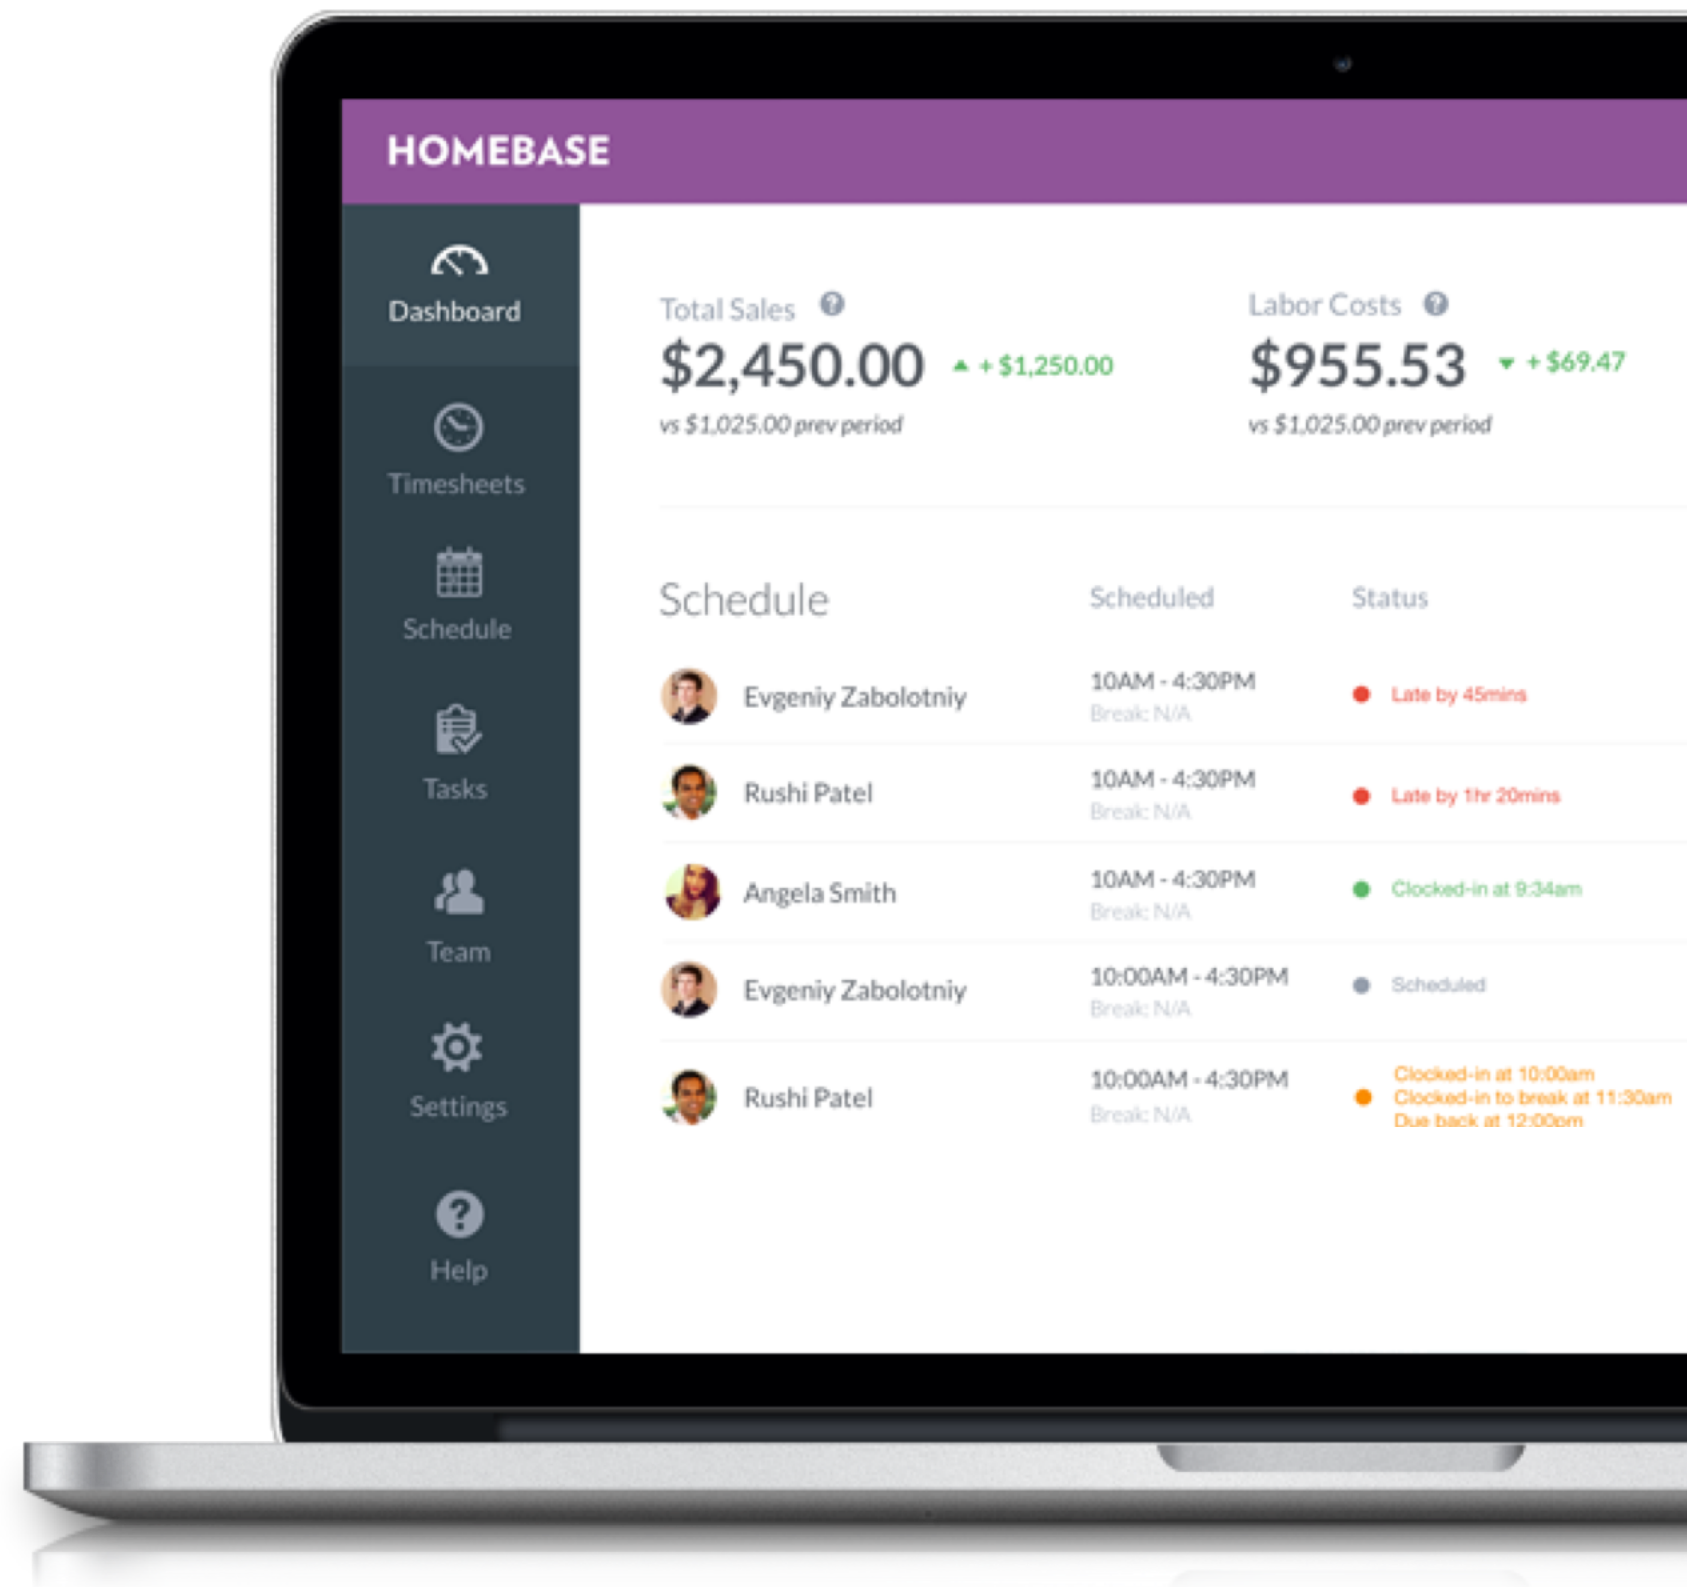 HOMEBASE
Dashboard
Timesheets
Schedule
Tasks
Team
Settings
Help
Total Sales ?
$2,450.00 ▲ + $1,250.00
vs $1,025.00 prev period
Labor Costs ?
$955.53 ▼ + $69.47
vs $1,025.00 prev period
Schedule Scheduled Status
Evgeniy Zabolotniy 10AM - 4:30PM Late by 45mins
Break: N/A
Rushi Patel 10AM - 4:30PM Late by 1hr 20mins
Break: N/A
Angela Smith 10AM - 4:30PM Clocked-in at 9:34am
Break: N/A
Evgeniy Zabolotniy 10:00AM - 4:30PM Scheduled
Break: N/A
Rushi Patel 10:00AM - 4:30PM
Break: N/A
Clocked-in at 10:00am
Clocked-in to break at 11:30am
Due back at 12:00pm